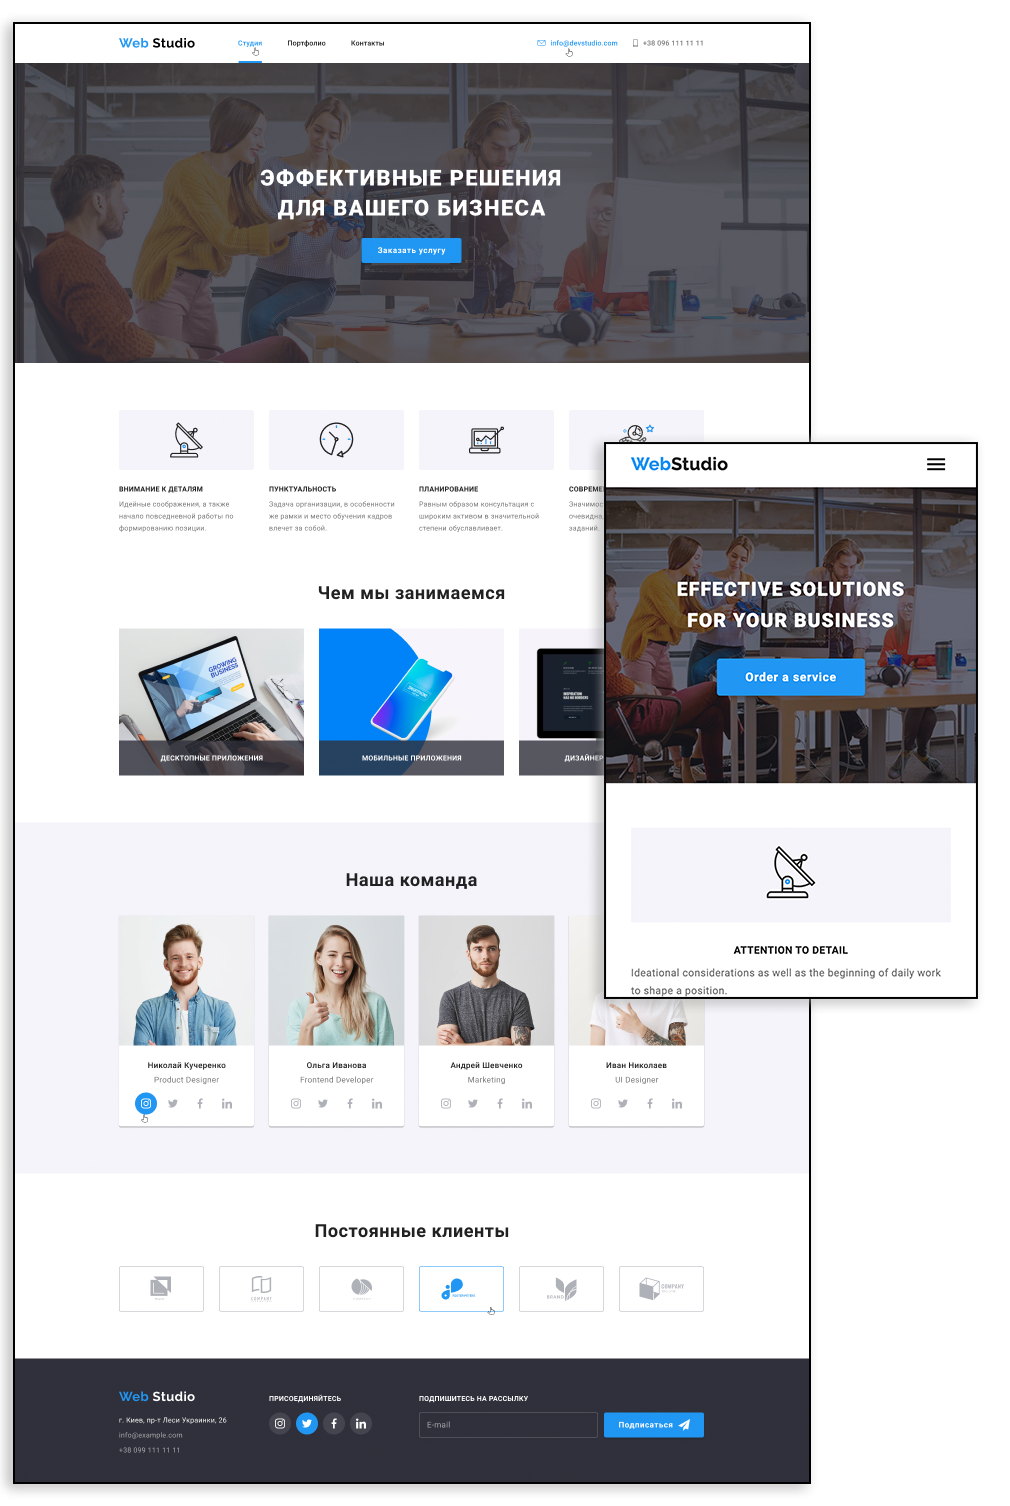 Web Studio
Студия
Портфолио
Контакты
info@devstudio.com
+38 096 111 11 11
ЭФФЕКТИВНЫЕ РЕШЕНИЯ
ДЛЯ ВАШЕГО БИЗНЕСА
Заказать услугу
ВНИМАНИЕ К ДЕТАЛЯМ
Идейные соображения, а также
начало повседневной работы по
формированию позиции.
ПУНКТУАЛЬНОСТЬ
Задача организации, в особенности
же рамки и место обучения кадров
влечет за собой.
ПЛАНИРОВАНИЕ
Равным образом консультация с
широким активом в значительной
степени обуславливает.
СОВРЕМЕ
Значимос
очевидна,
заданий.
Чем мы занимаемся
GROWING
BUSINESS
ДЕСКТОПНЫЕ ПРИЛОЖЕНИЯ
МОБИЛЬНЫЕ ПРИЛОЖЕНИЯ
ДИЗАЙНЕР
WebStudio
EFFECTIVE SOLUTIONS
FOR YOUR BUSINESS
Order a service
ATTENTION TO DETAIL
Ideational considerations as well as the beginning of daily work
to shape a position.
Наша команда
Николай Кучеренко
Product Designer
Ольга Иванова
Frontend Developer
Андрей Шевченко
Marketing
Иван Николаев
UI Designer
Постоянные клиенты
COMPANY
BRAND
COMPANY
Web Studio
г. Киев, пр-т Леси Украинки, 26
info@example.com
+38 099 111 11 11
ПРИСОЕДИНЯЙТЕСЬ
ПОДПИШИТЕСЬ НА РАССЫЛКУ
E-mail
Подписаться